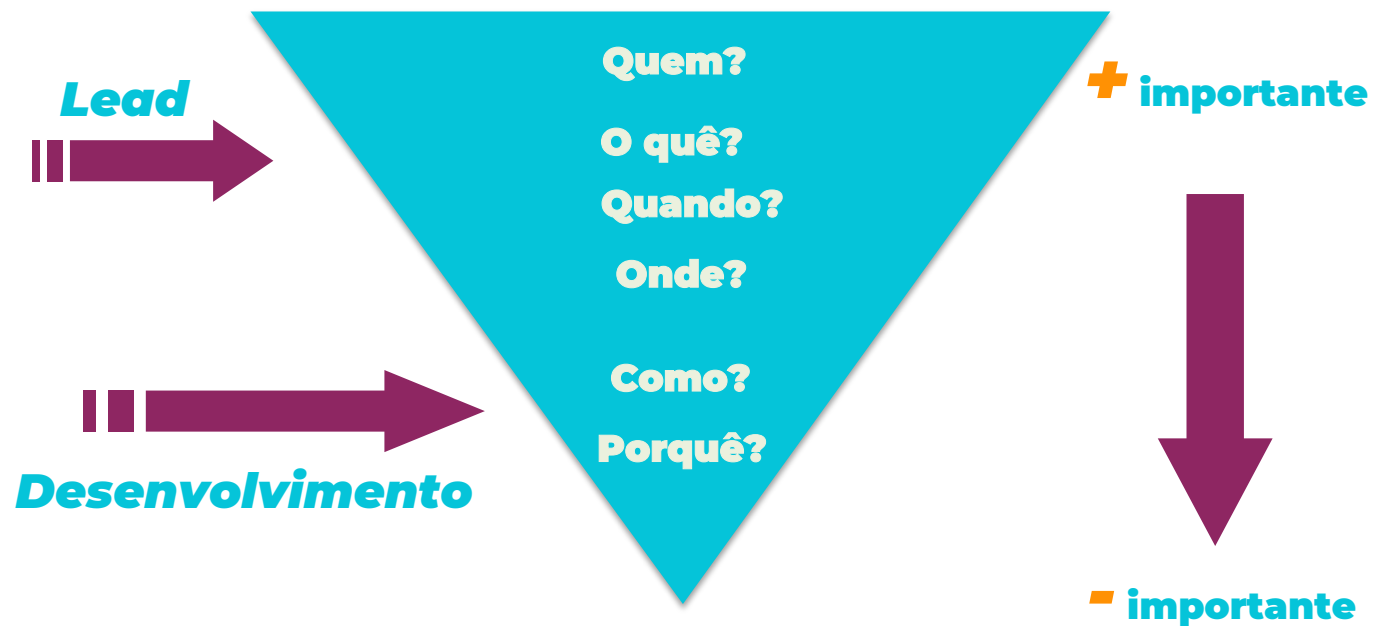 Quem?
Lead
+ importante
O quê?
Quando?
Onde?
Como?
Porquê?
Desenvolvimento
- importante